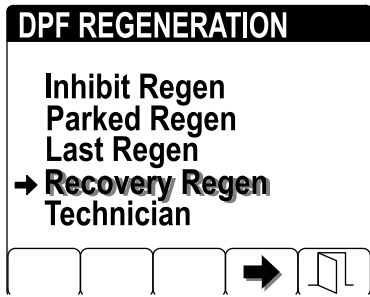 DPF REGENERATION
Inhibit Regen
Parked Regen
Last Regen
Recovery Regen
Technician